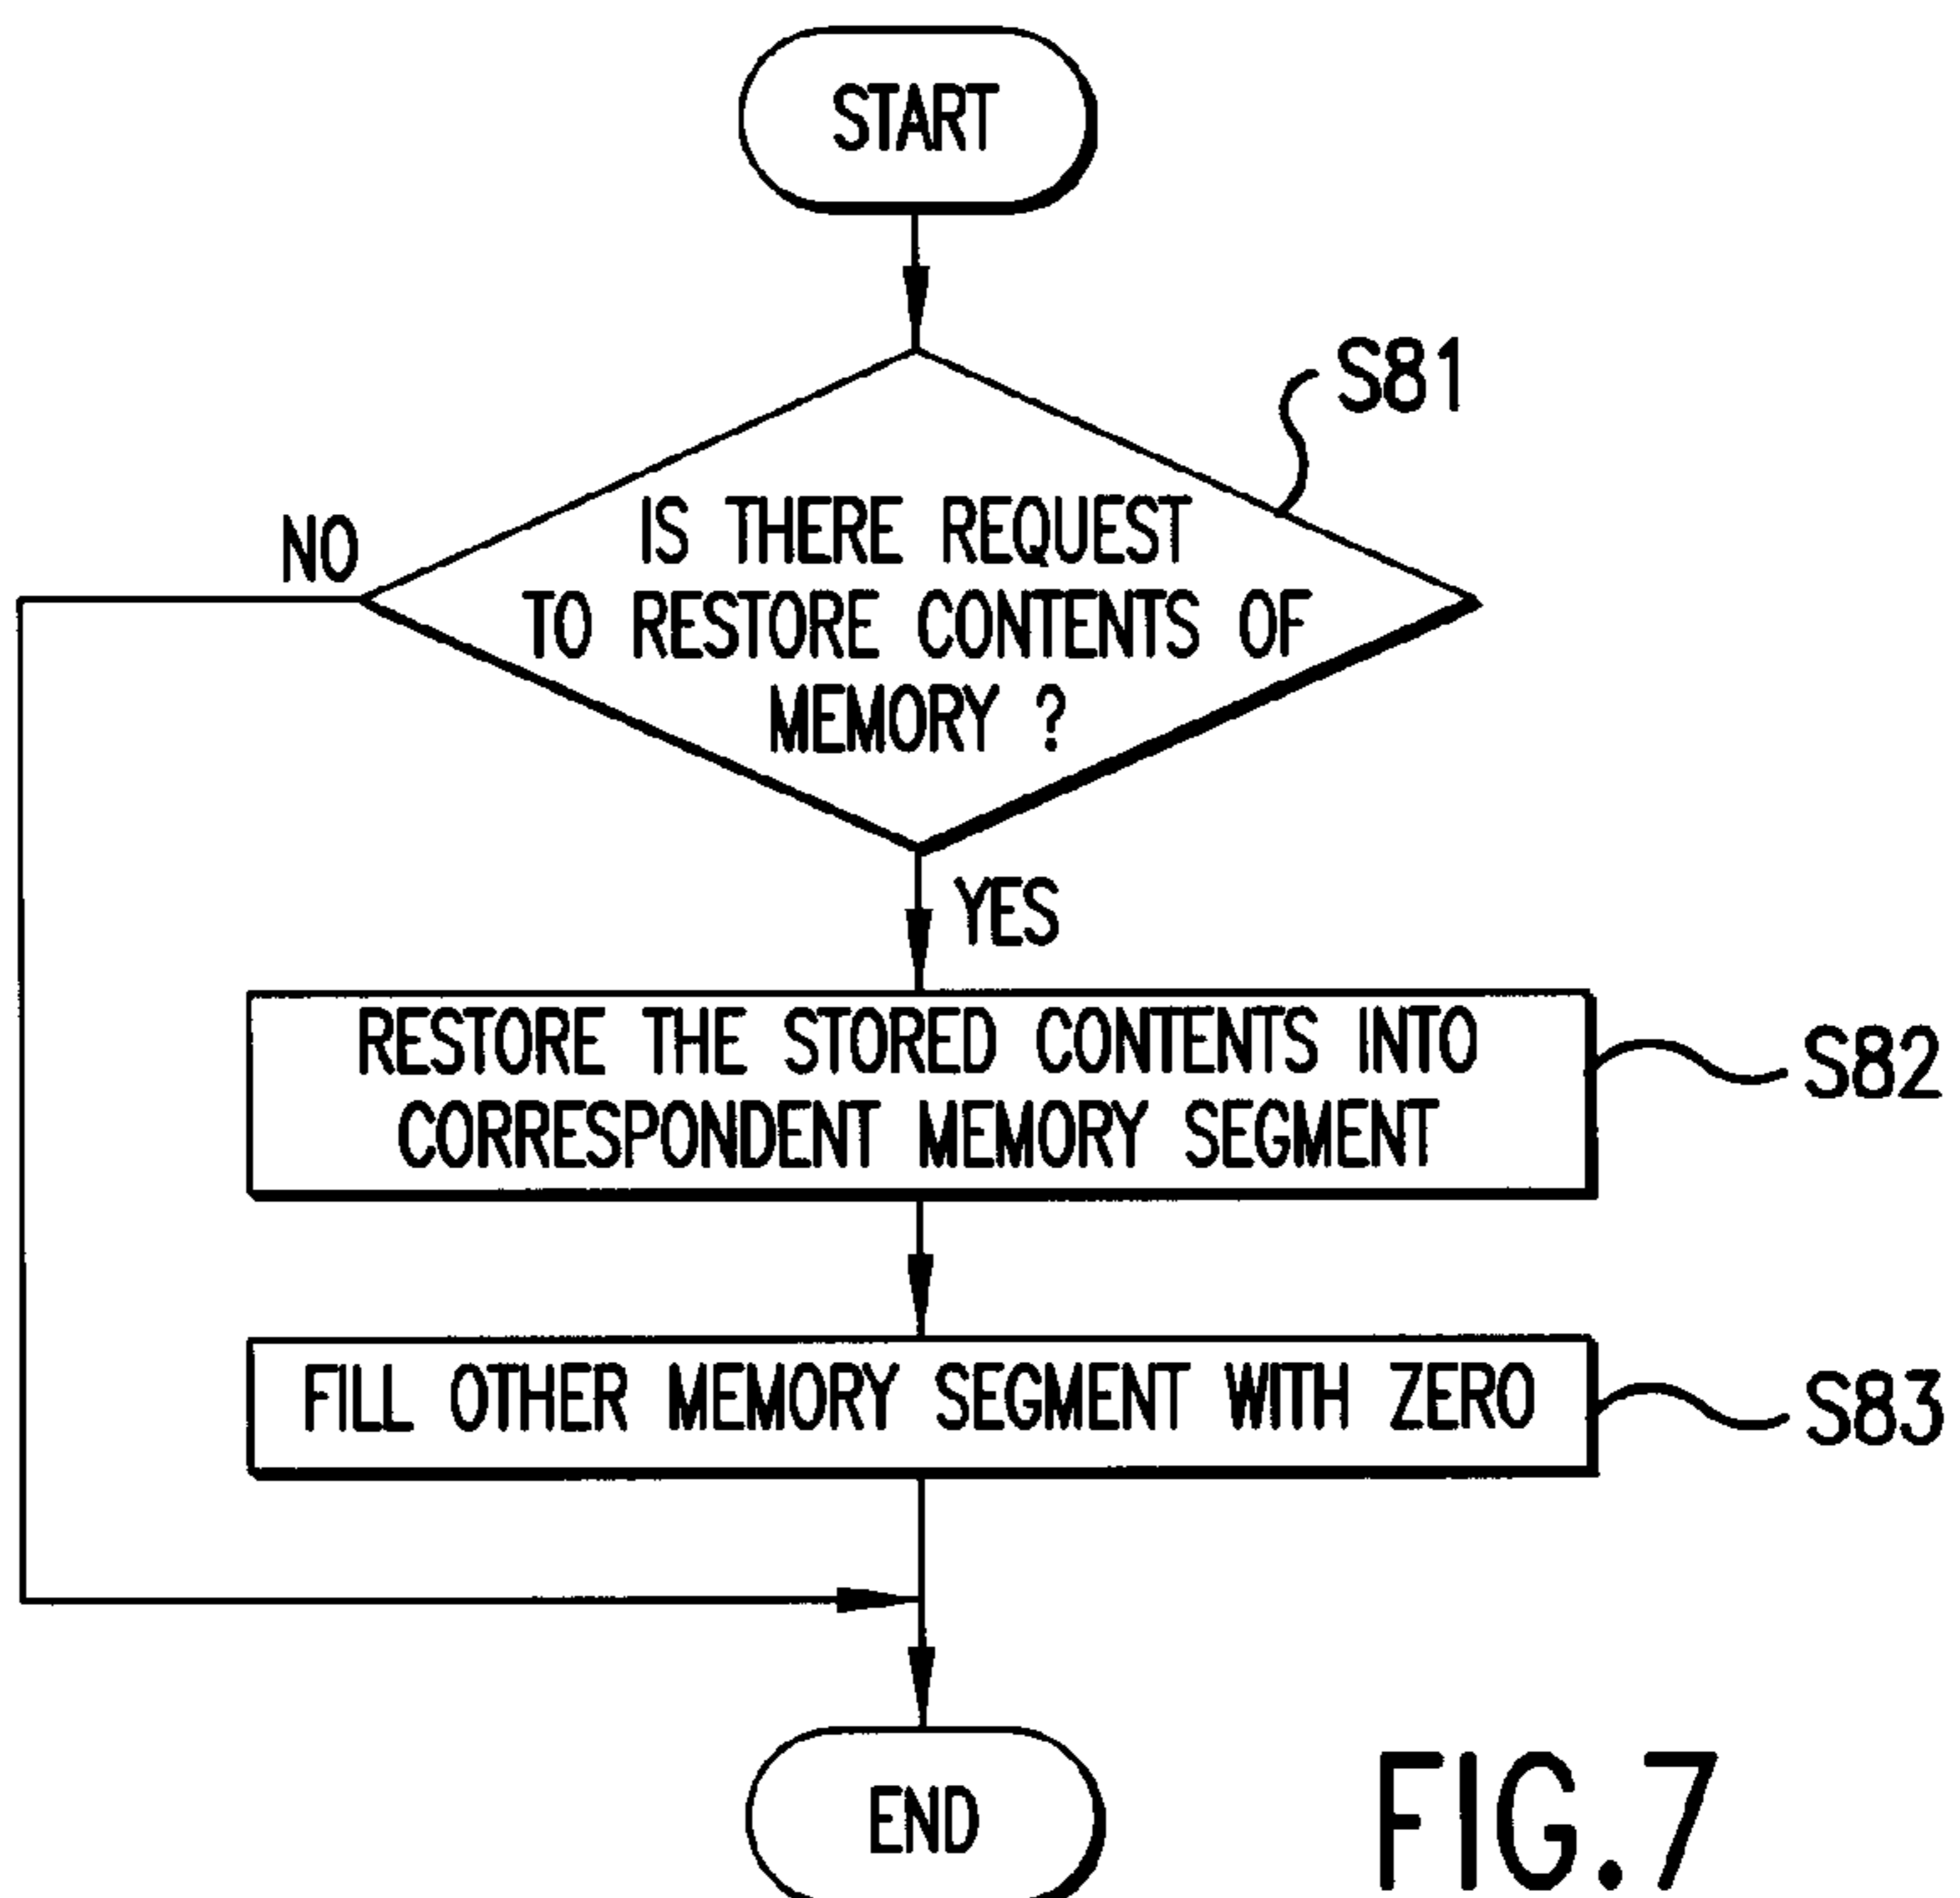 START
S81
IS THERE REQUEST
TO RESTORE CONTENTS OF
MEMORY ?
NO
YES
RESTORE THE STORED CONTENTS INTO
CORRESPONDENT MEMORY SEGMENT
S82
FILL OTHER MEMORY SEGMENT WITH ZERO
S83
END
FIG.7